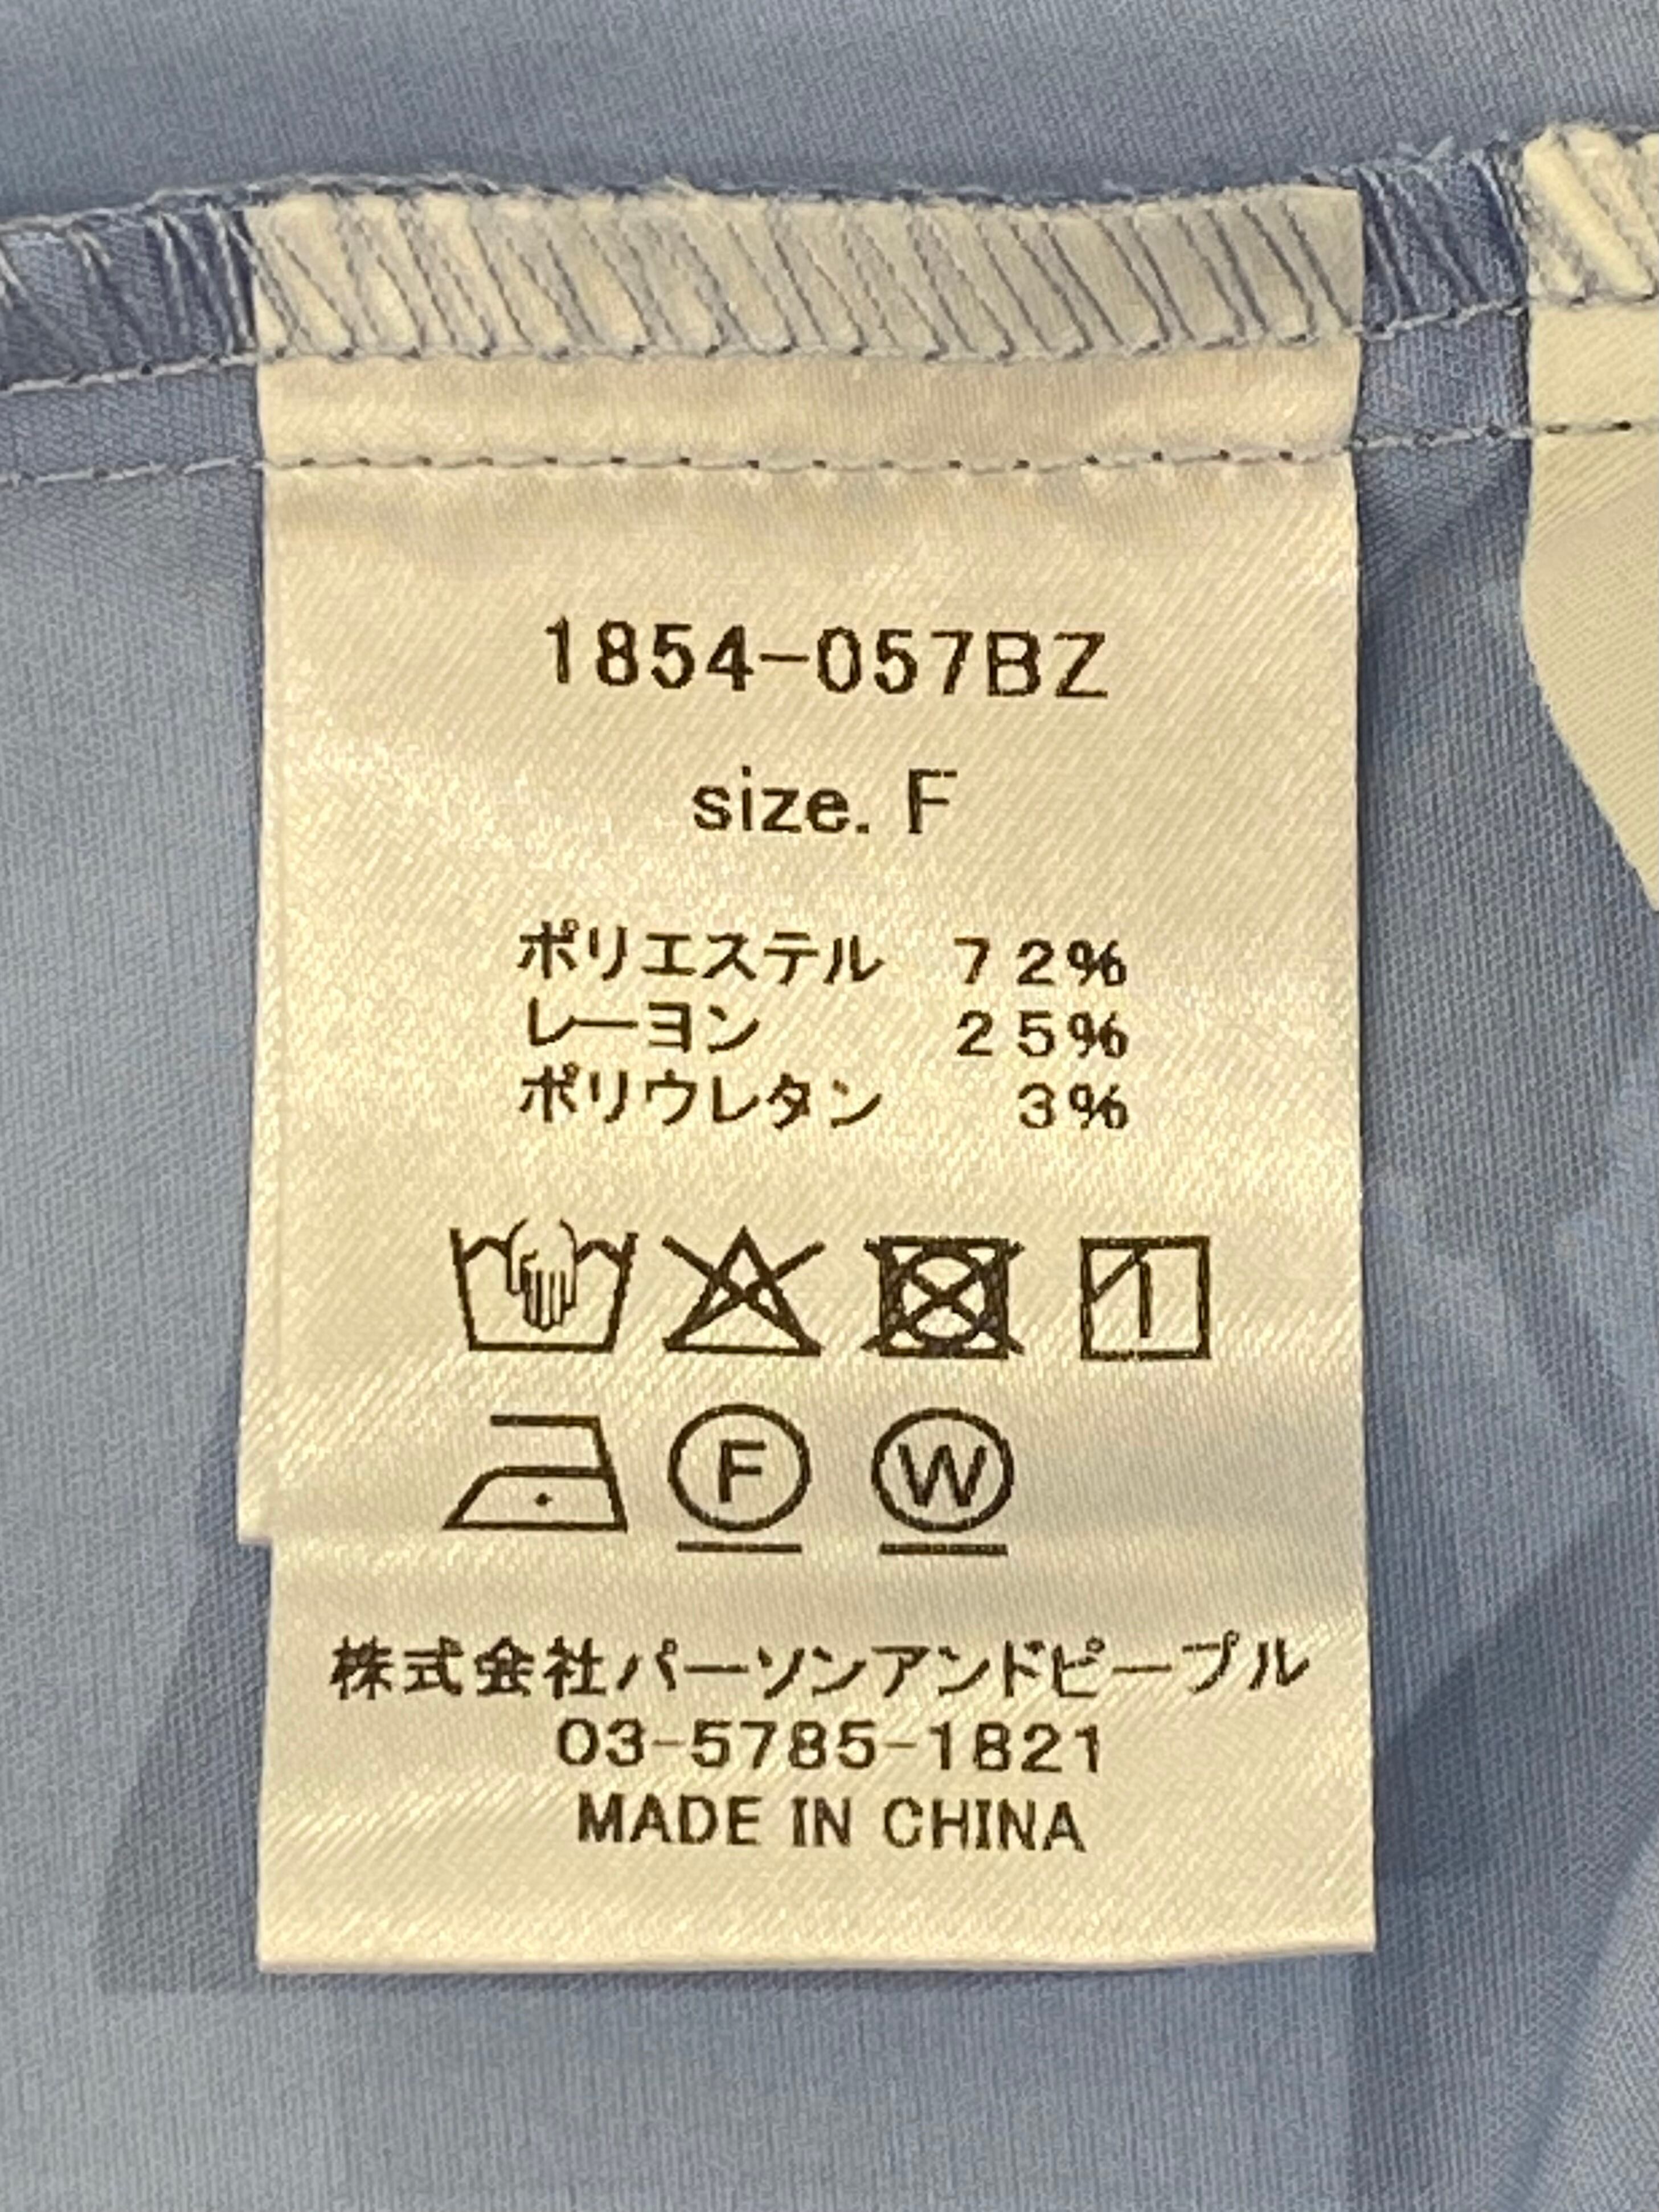 1854-057BZ
size. F
ポリエステル 72%
レーヨン 25%
ポリウレタン 3%
F W
株式会社パーソンアンドピープル
03-5785-1821
MADE IN CHINA